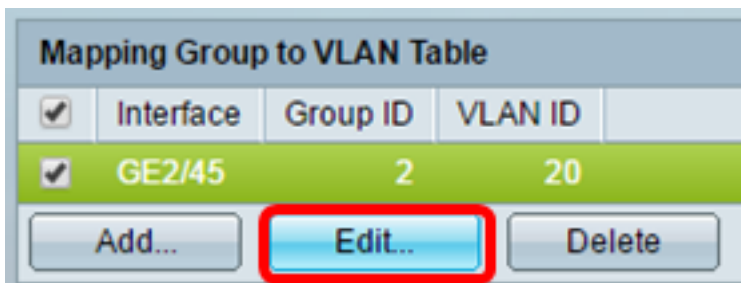 Mapping Group to VLAN Table
Interface Group ID VLAN ID
GE2/45 2 20
Add... Edit... Delete